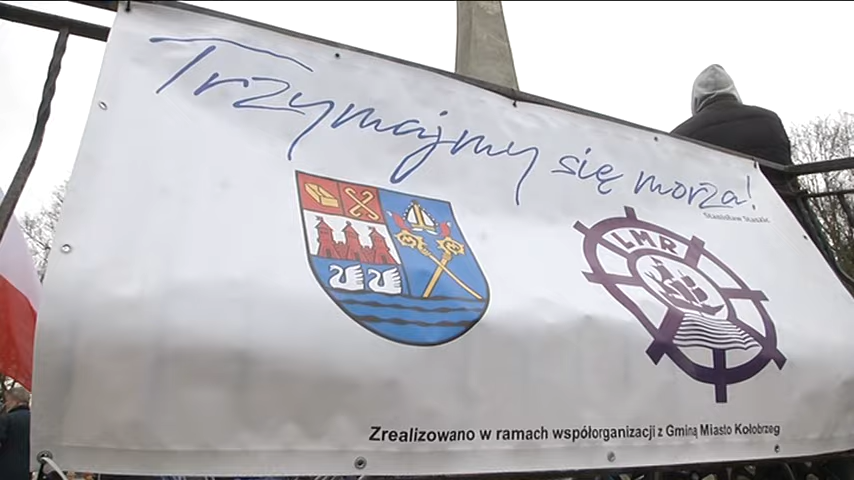 Trzymajmy się morza!
Stanisław Staszic
LMR
Zrealizowano w ramach współorganizacji z Gminą Miasto Kołobrzeg